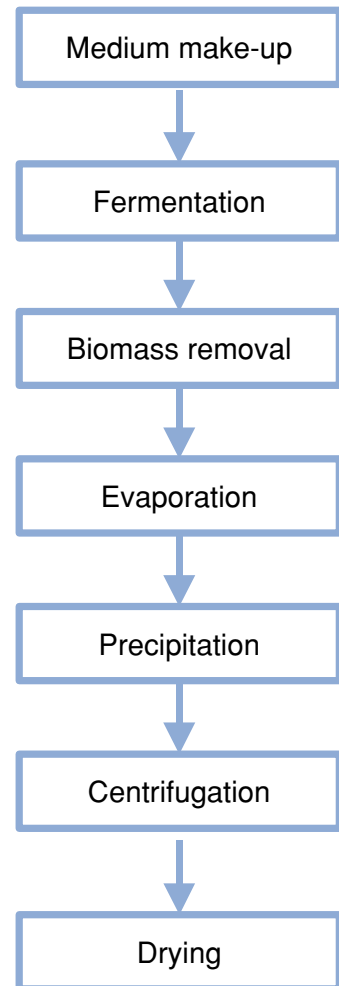 Medium make-up
Fermentation
Biomass removal
Evaporation
Precipitation
Centrifugation
Drying